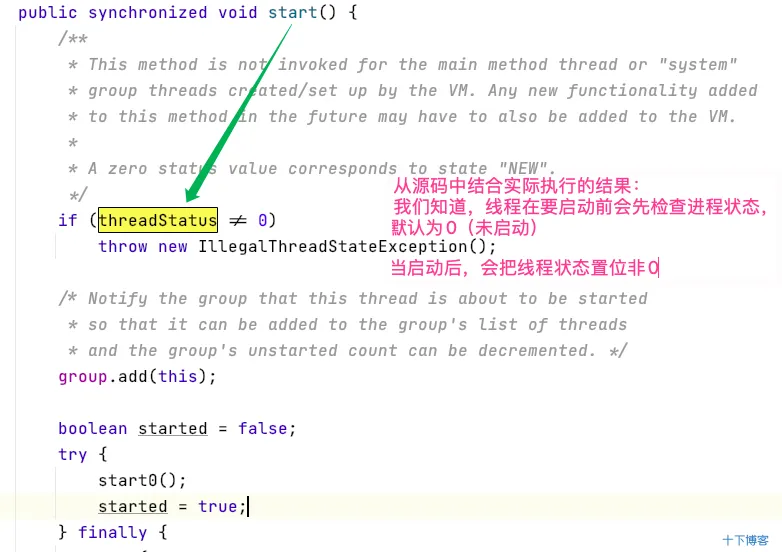 public synchronized void start() {
/**
* This method is not invoked for the main method thread or "system"
* group threads created/set up by the VM. Any new functionality added
* to this method in the future may have to also be added to the VM.
*
* A zero status value corresponds to state "NEW".
*/
从源码中结合实际执行的结果：
我们知道，线程在要启动前会先检查进程状态，
if (threadStatus ≠ 0)
默认为0（未启动）
throw new IllegalThreadStateException();
当启动后，会把线程状态置位非0
/* Notify the group that this thread is about to be started
* so that it can be added to the group's list of threads
* and the group's unstarted count can be decremented. */
group.add(this);
boolean started = false;
try {
start0();
started = true;
} finally {
十下博客